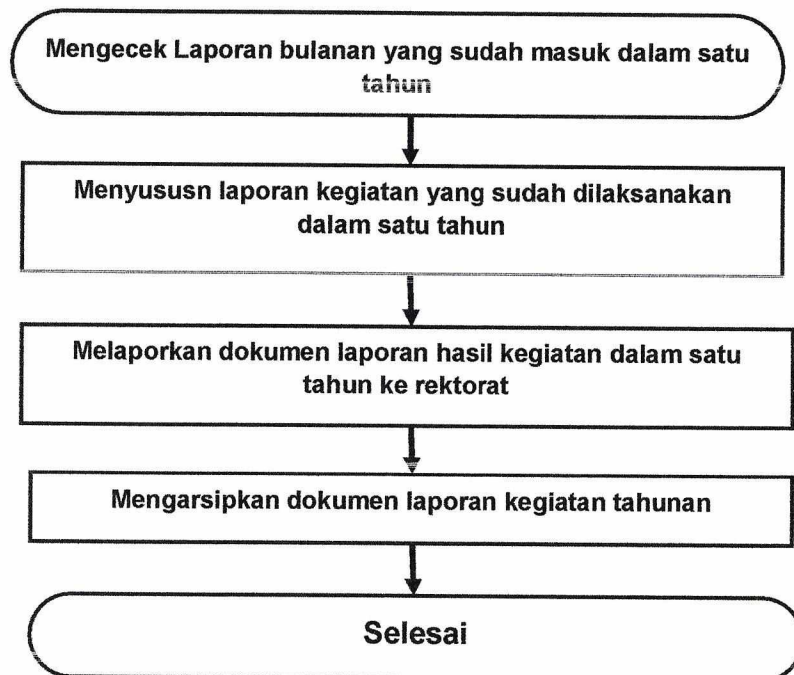 Mengecek Laporan bulanan yang sudah masuk dalam satu
tahun
Menyususn laporan kegiatan yang sudah dilaksanakan
dalam satu tahun
Melaporkan dokumen laporan hasil kegiatan dalam satu
tahun ke rektorat
Mengarsipkan dokumen laporan kegiatan tahunan
Selesai